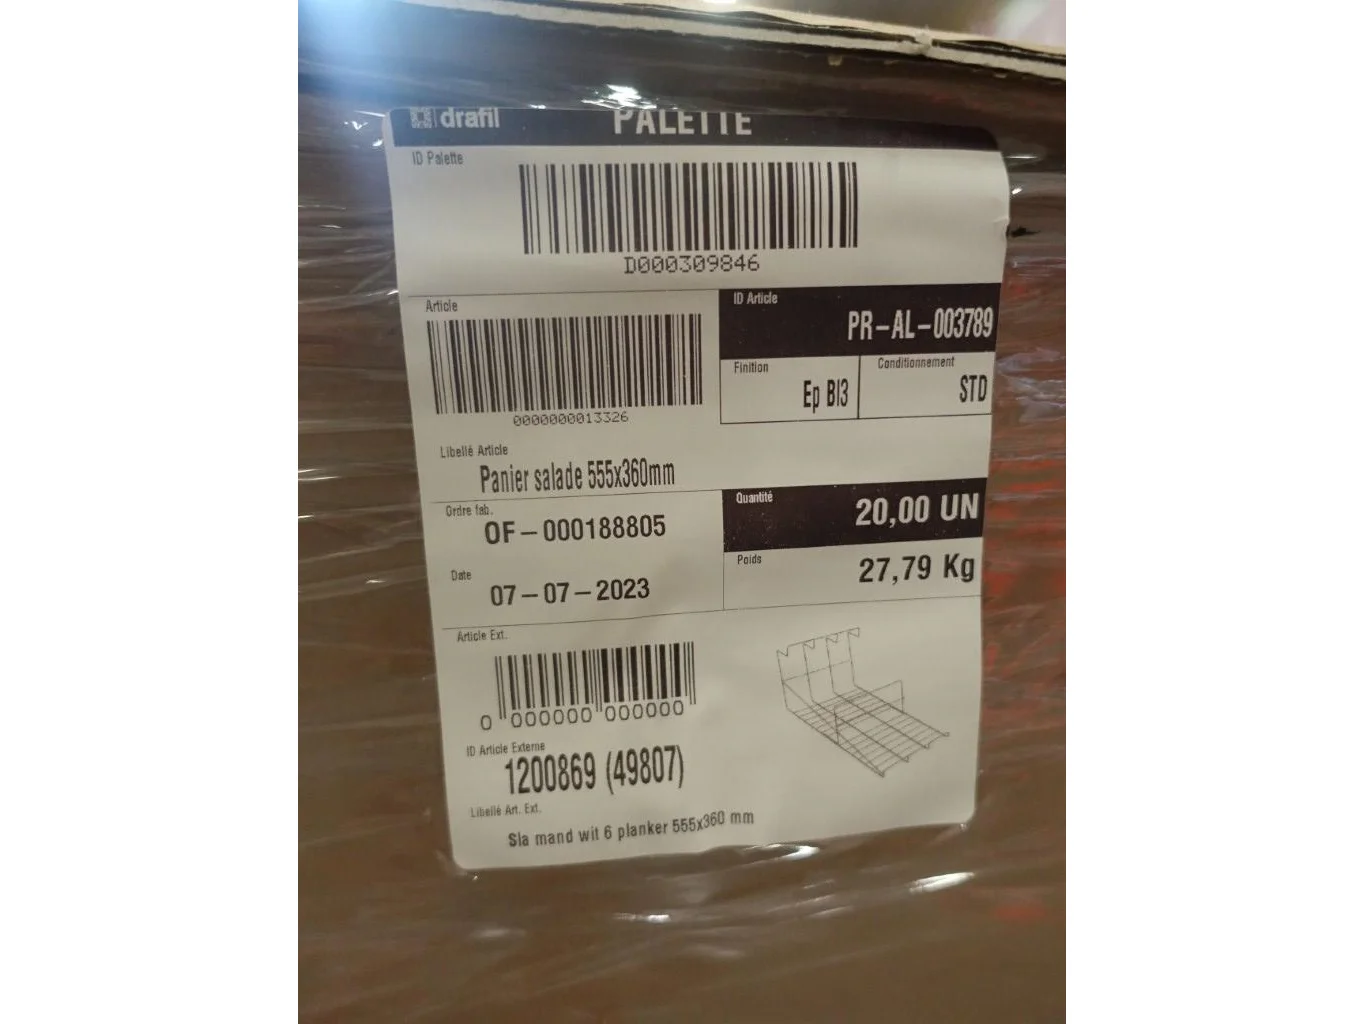 drafil PALETTE
ID Palette
D000309846
Article
0000000013326
ID Article
PR-AL-003789
Finition
Ep BI3
Conditionnement
STD
Libellé Article
Panier salade 555x360mm
Ordre fab.
OF-000188805
Quantité
20,00 UN
Date
07-07-2023
Poids
27,79 Kg
Article Ext.
0 000000 000000
ID Article Externe
1200869 (49807)
Libellé Art. Ext.
Sla mand wit 6 planker 555x360 mm